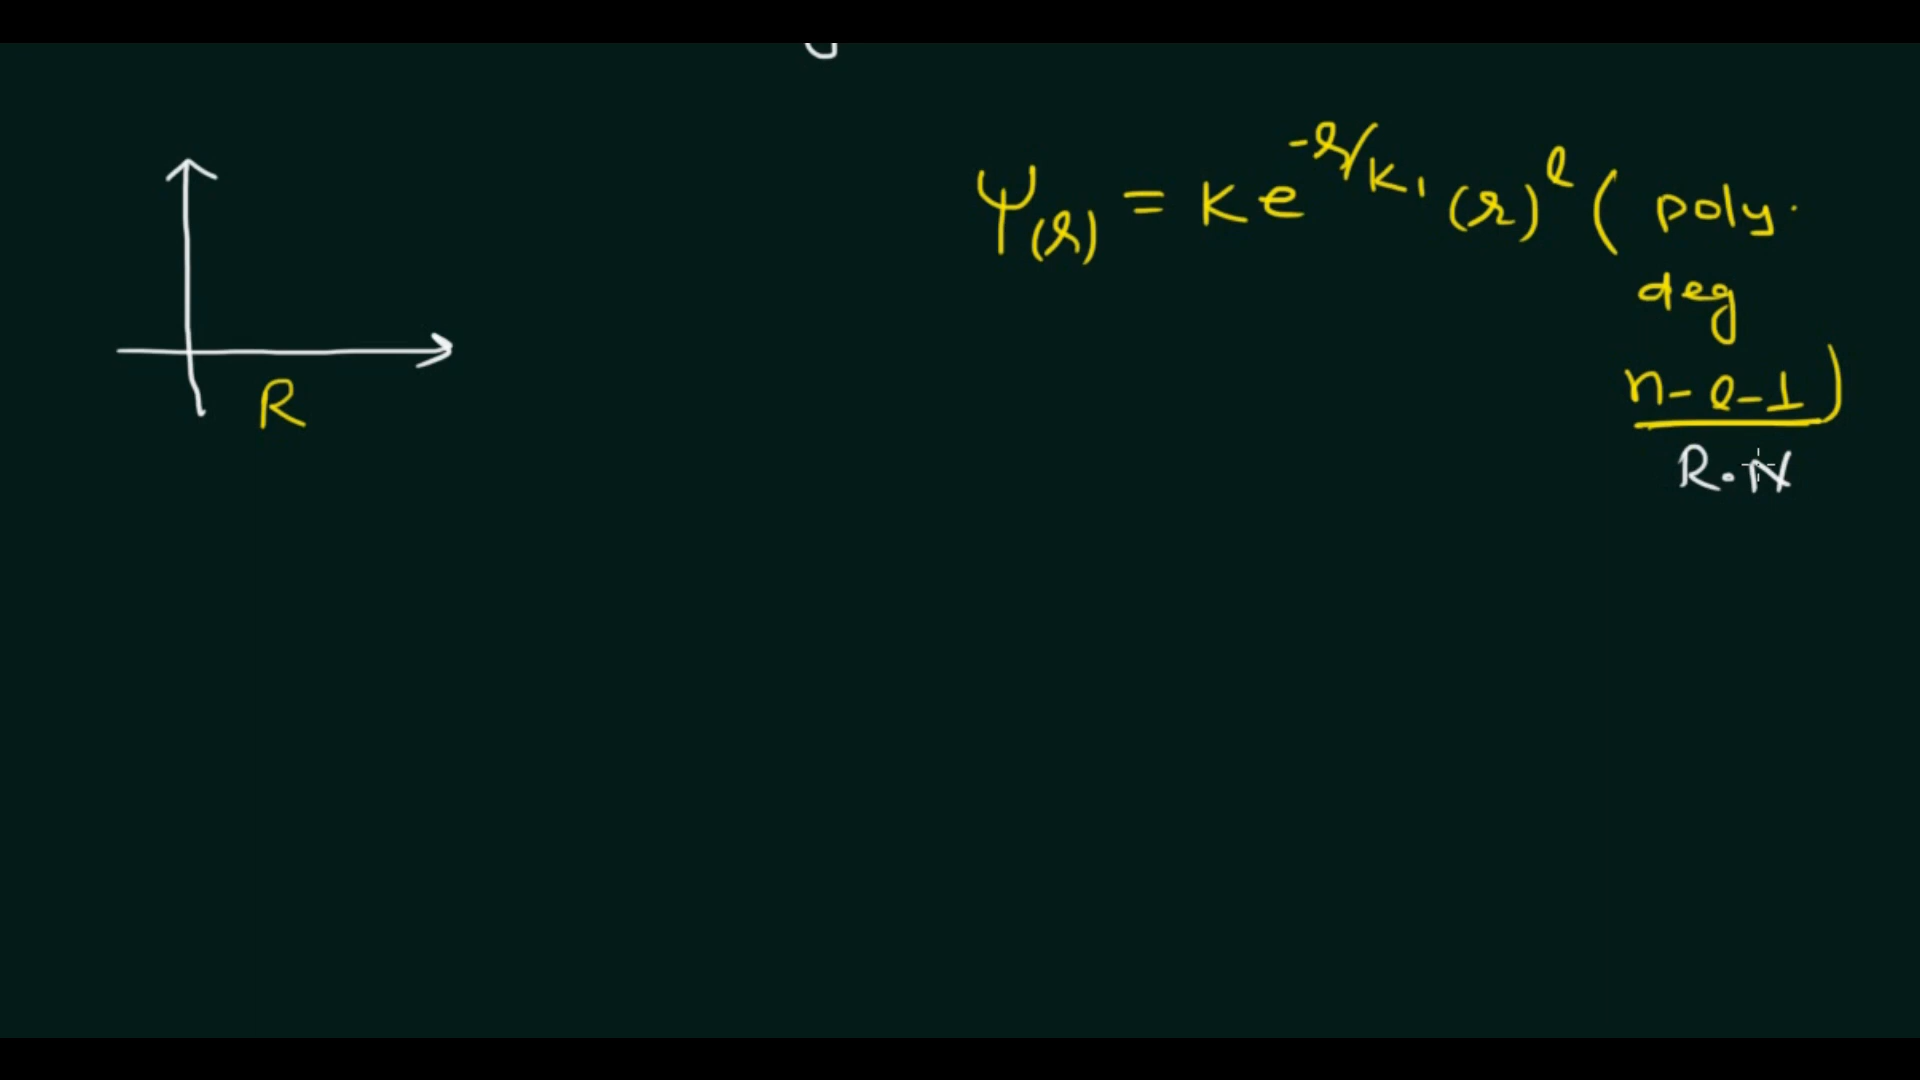 ψ(r) = K e^{-r/K₁} (r)^l ( poly.
deg
n-l-1)
R.N
R